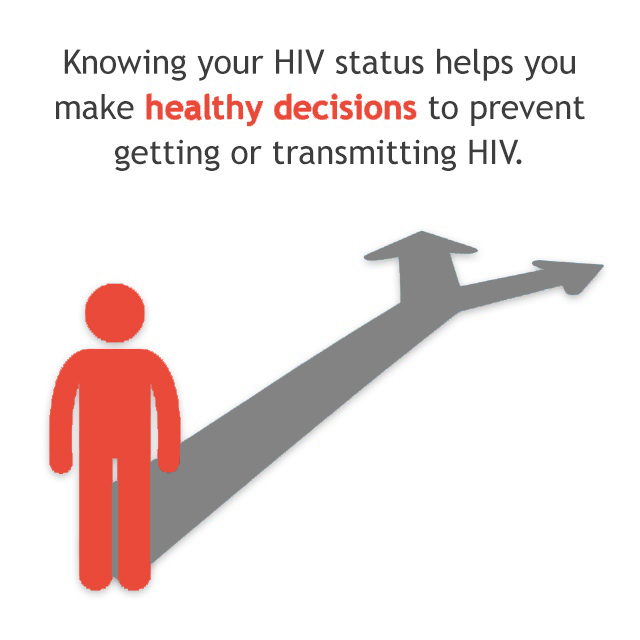 Knowing your HIV status helps you
make healthy decisions to prevent
getting or transmitting HIV.